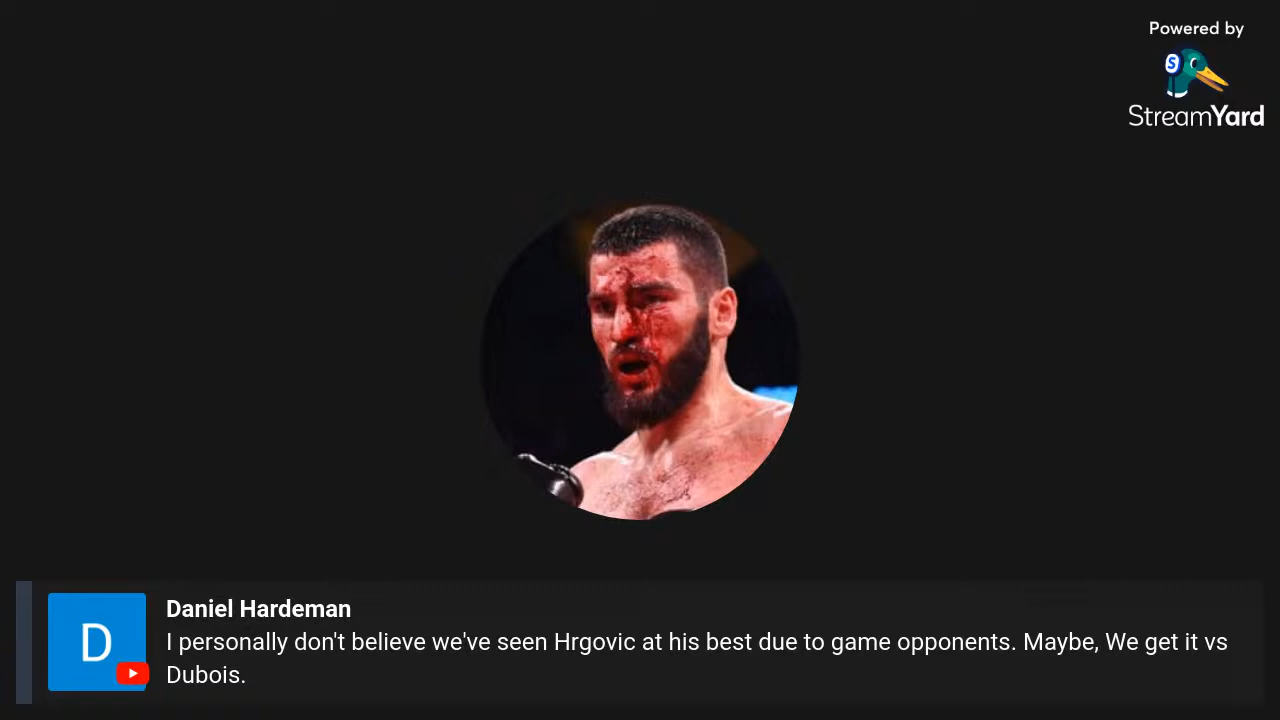 Powered by
S
StreamYard
D
Daniel Hardeman
I personally don't believe we've seen Hrgovic at his best due to game opponents. Maybe, We get it vs
Dubois.